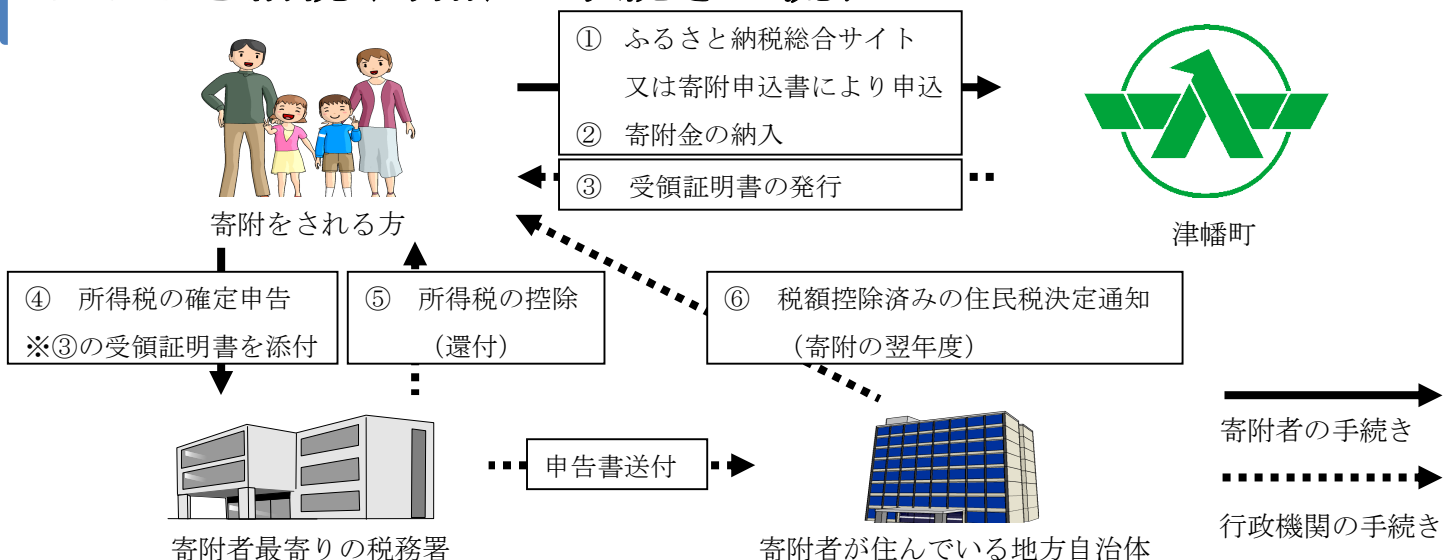 ① ふるさと納税総合サイト
又は寄附申込書により申込
② 寄附金の納入
③ 受領証明書の発行
寄附をされる方
津幡町
④ 所得税の確定申告
※③の受領証明書を添付
⑤ 所得税の控除
(還付)
⑥ 税額控除済みの住民税決定通知
(寄附の翌年度)
申告書送付
寄附者の手続き
行政機関の手続き
寄附者最寄りの税務署
寄附者が住んでいる地方自治体